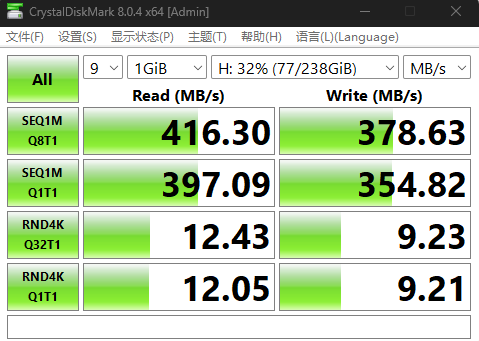 CrystalDiskMark 8.0.4 x64 [Admin]
文件(F) 设置(S) 显示状态(P) 主题(T) 帮助(H) 语言(L)(Language)
All 9 1GiB H: 32% (77/238GiB) MB/s
Read (MB/s) Write (MB/s)
SEQ1M
Q8T1 416.30 378.63
SEQ1M
Q1T1 397.09 354.82
RND4K
Q32T1 12.43 9.23
RND4K
Q1T1 12.05 9.21